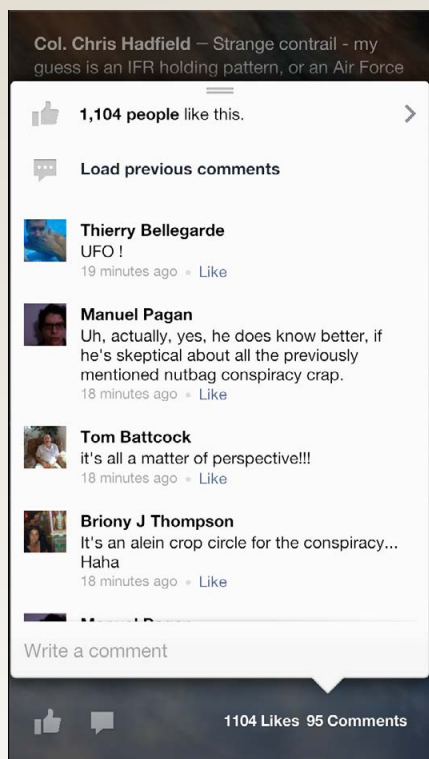 Col. Chris Hadfield — Strange contrail - my
guess is an IFR holding pattern, or an Air Force
1,104 people like this.
Load previous comments
Thierry Bellegarde
UFO !
19 minutes ago • Like
Manuel Pagan
Uh, actually, yes, he does know better, if
he's skeptical about all the previously
mentioned nutbag conspiracy crap.
18 minutes ago • Like
Tom Battcock
it's all a matter of perspective!!!
18 minutes ago • Like
Briony J Thompson
It's an alein crop circle for the conspiracy...
Haha
18 minutes ago • Like
Write a comment
1104 Likes 95 Comments